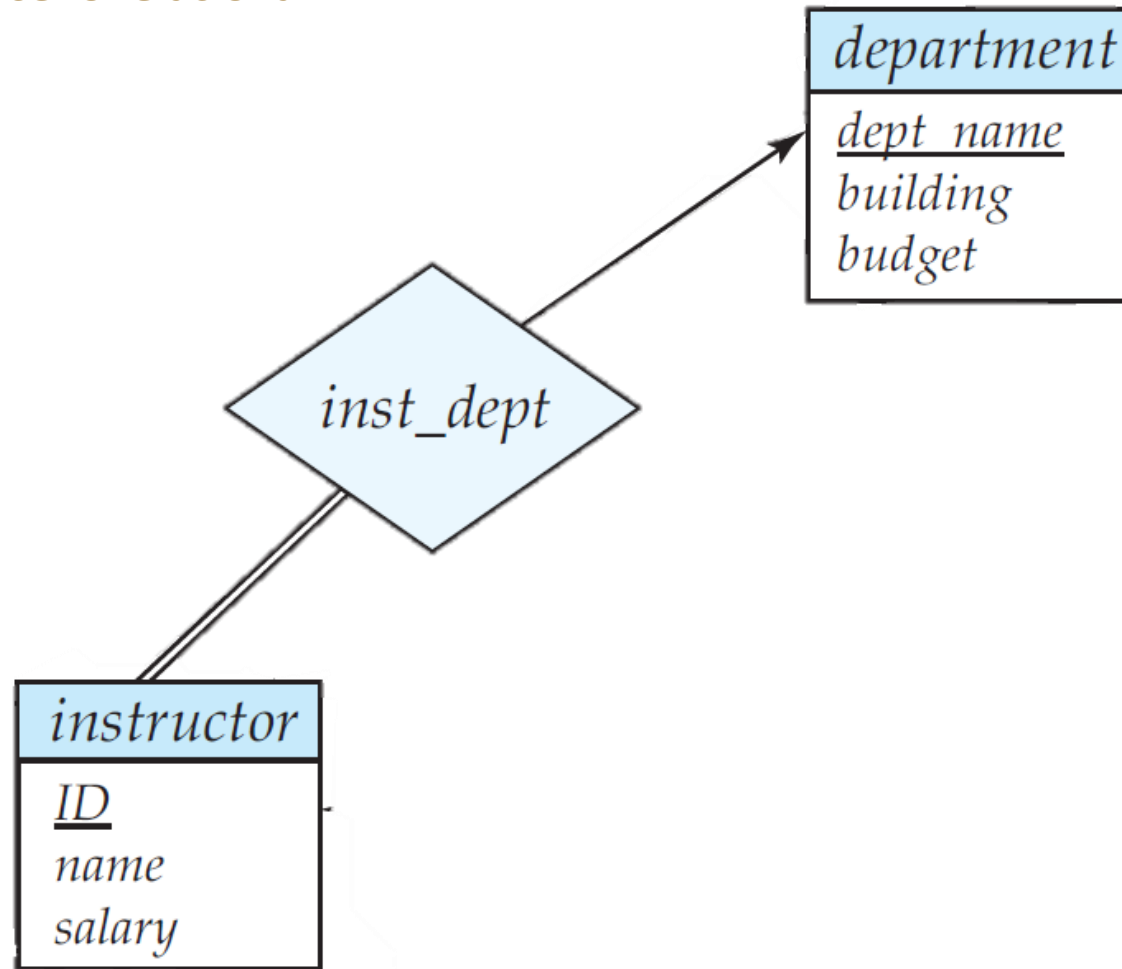 department
dept_name
building
budget
inst_dept
instructor
ID
name
salary